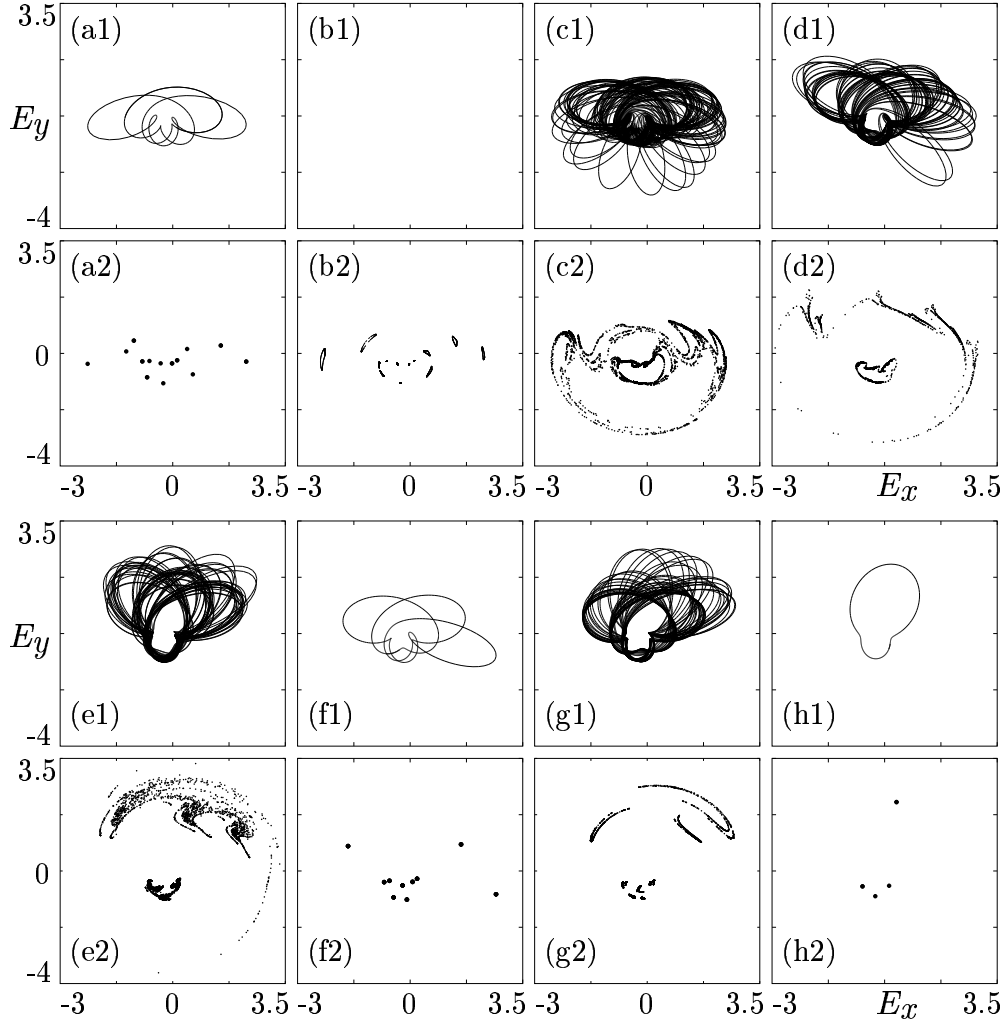 3.5 (a1) (b1) (c1) (d1)
Ey
-4
3.5 (a2) (b2) (c2) (d2)
0
-4
-3 0 3.5 -3 0 3.5 -3 0 3.5 -3 Ex 3.5
3.5
Ey
(e1) (f1) (g1) (h1)
-4
3.5
0
(e2) (f2) (g2) (h2)
-4
-3 0 3.5 -3 0 3.5 -3 0 3.5 -3 Ex 3.5